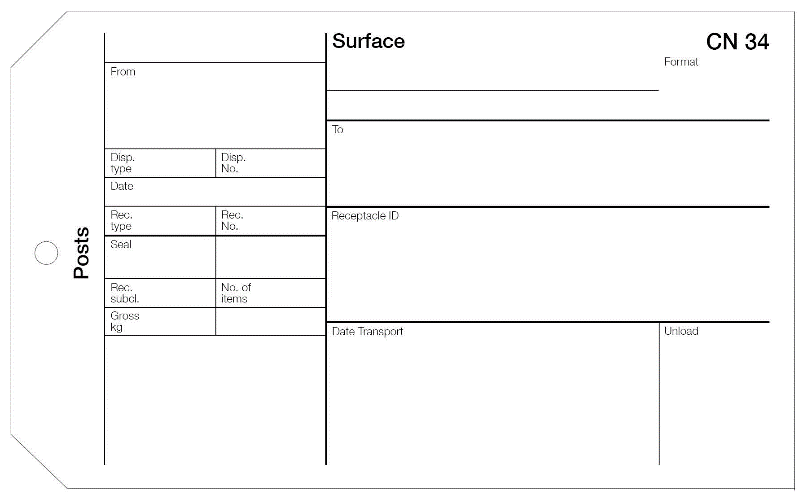 Surface
CN 34
Format
From
To
Disp.
type
Disp.
No.
Date
Rec.
type
Rec.
No.
Receptacle ID
Posts
Seal
Rec.
subcl.
No. of
items
Gross
kg
Date Transport
Unload